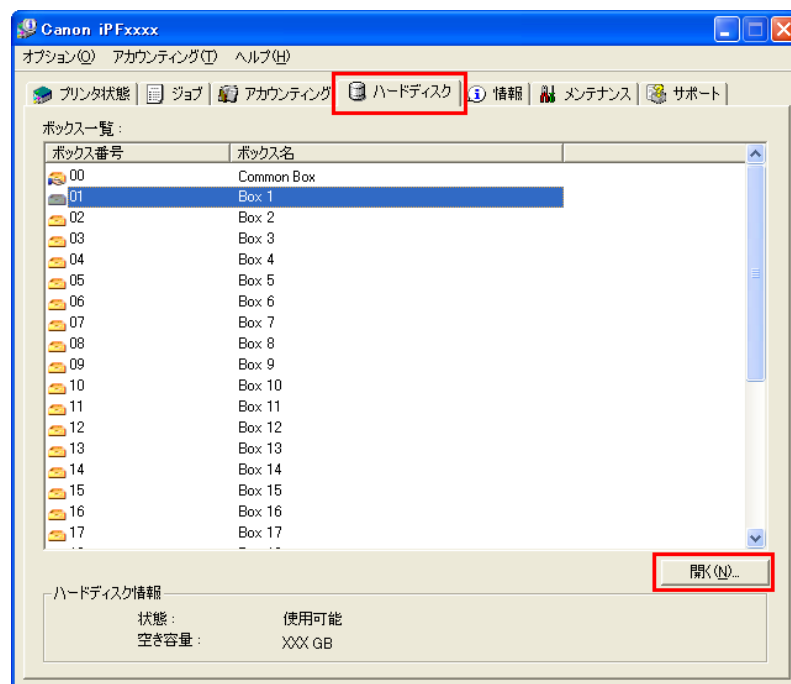 Canon iPFxxxx
オプション(O) アカウンティング(T) ヘルプ(H)
プリンタ状態 ジョブ アカウンティング ハードディスク 情報 メンテナンス サポート
ボックス一覧 :
ボックス番号 ボックス名
00 Common Box
01 Box 1
02 Box 2
03 Box 3
04 Box 4
05 Box 5
06 Box 6
07 Box 7
08 Box 8
09 Box 9
10 Box 10
11 Box 11
12 Box 12
13 Box 13
14 Box 14
15 Box 15
16 Box 16
17 Box 17
開く(N)...
ハードディスク情報
状態 : 使用可能
空き容量 : XXX GB